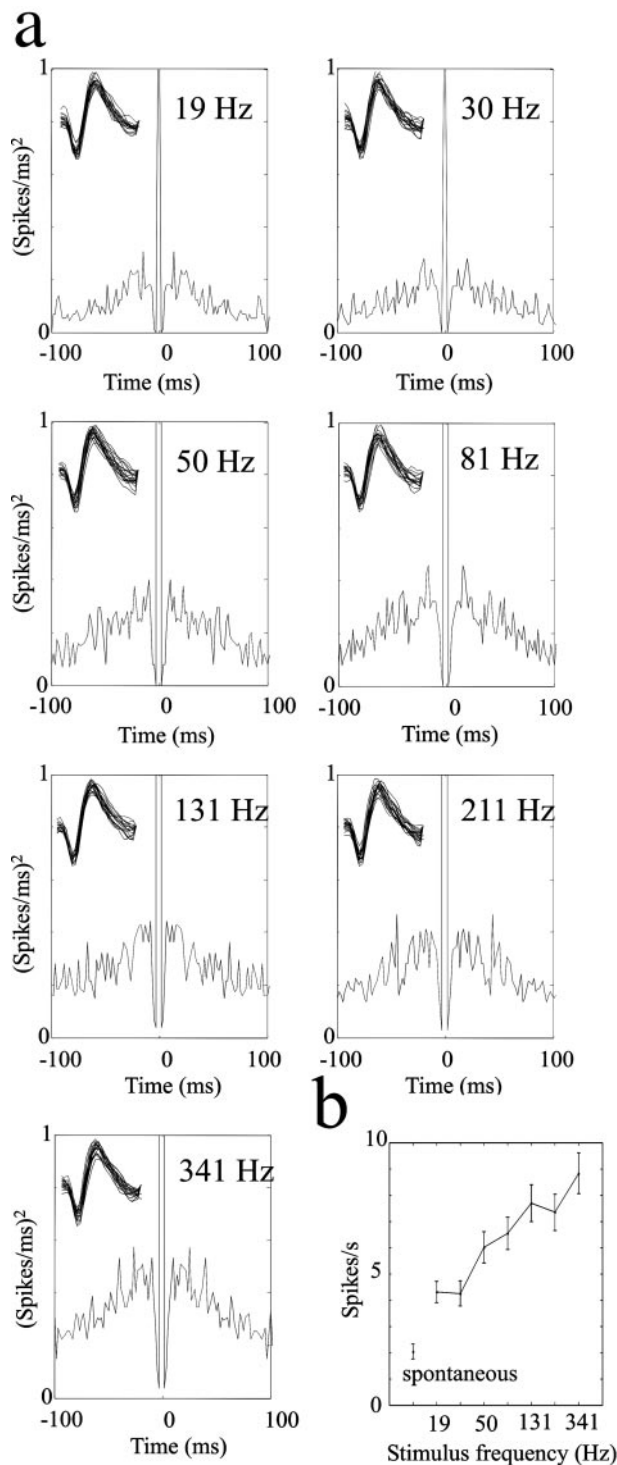 a
1
19 Hz
(Spikes/ms)²
0
-100 0 100
Time (ms)
1
30 Hz
0
-100 0 100
Time (ms)
1
50 Hz
(Spikes/ms)²
0
-100 0 100
Time (ms)
1
81 Hz
0
-100 0 100
Time (ms)
1
131 Hz
(Spikes/ms)²
0
-100 0 100
Time (ms)
1
211 Hz
0
-100 0 100
Time (ms)
1
341 Hz
(Spikes/ms)²
0
-100 0 100
Time (ms)
b
10
Spikes/s
5
spontaneous
0
19 50 131 341
Stimulus frequency (Hz)